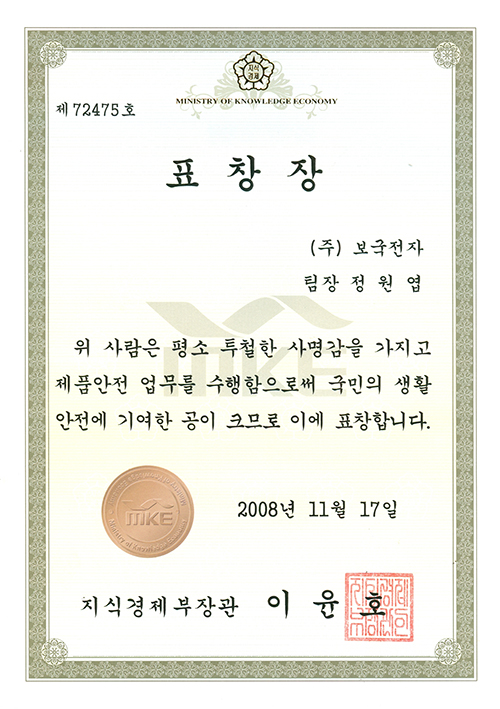 지식
경제
MINISTRY OF KNOWLEDGE ECONOMY
제 72475 호
표 창 장
(주) 보국전자
팀장 정 원 엽
MKE
위 사람은 평소 투철한 사명감을 가지고
제품안전 업무를 수행함으로써 국민의 생활
안전에 기여한 공이 크므로 이에 표창합니다.
MKE
Ministry of Knowledge Economy
2008년 11월 17일
지식경제부장관 이 윤 호